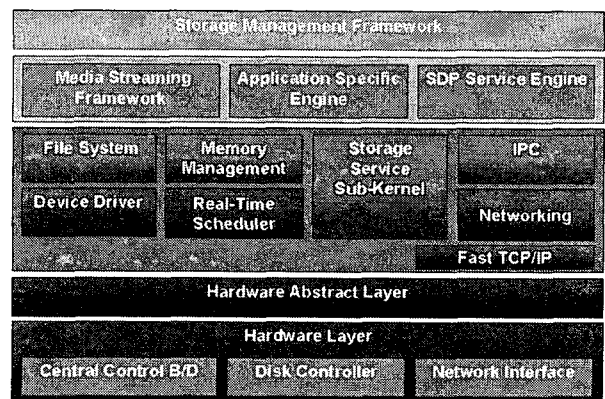 Storage Management Framework
Media Streaming
Framework
Application Specific
Engine
SDP Service Engine
File System
Memory
Management
Storage
Service
Sub-Kernel
IPC
Device Driver
Real-Time
Scheduler
Networking
Fast TCP/IP
Hardware Abstract Layer
Hardware Layer
Central Control B/D
Disk Controller
Network Interface